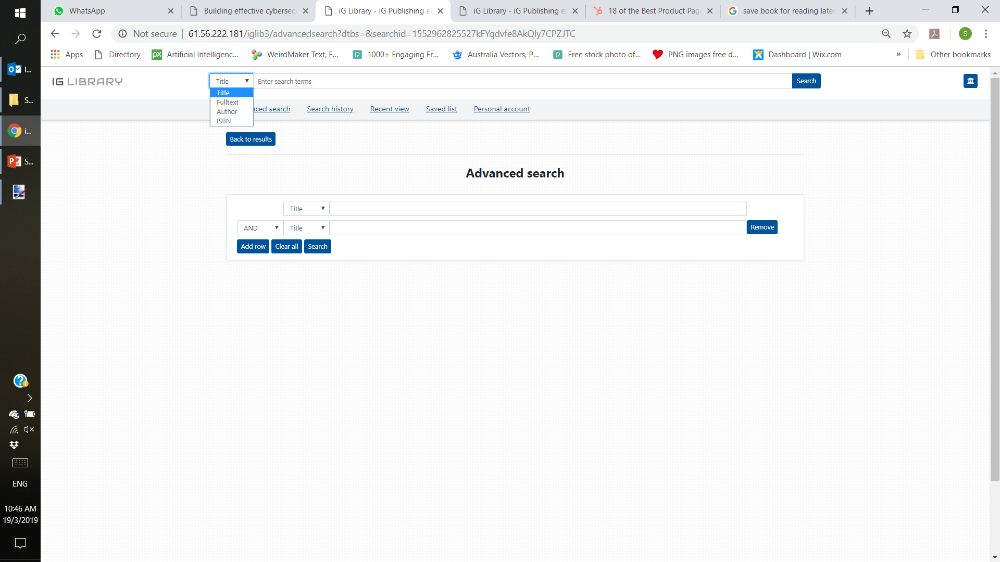 WhatsApp
Building effective cybersec
iG Library - iG Publishing el
iG Library - iG Publishing el
18 of the Best Product Page
save book for reading later
Not secure
61.56.222.181/iglib3/advancedsearch?dtbs=&searchid=1552962825527kFYqdvfe8AkQly7CPZJTC
S
Apps
Directory
Artificial Intelligenc...
WeirdMaker Text, F...
1000+ Engaging Fr...
Australia Vectors, P...
Free stock photo of...
PNG images free d...
Dashboard | Wix.com
»
Other bookmarks
I...
S...
i...
S...
IG LIBRARY
Title
Enter search terms
Search
Title
Fulltext
Author
ISBN
nced search
Search history
Recent view
Saved list
Personal account
Back to results
Advanced search
Title
AND
Title
Remove
Add row
Clear all
Search
ENG
10:46 AM
19/3/2019